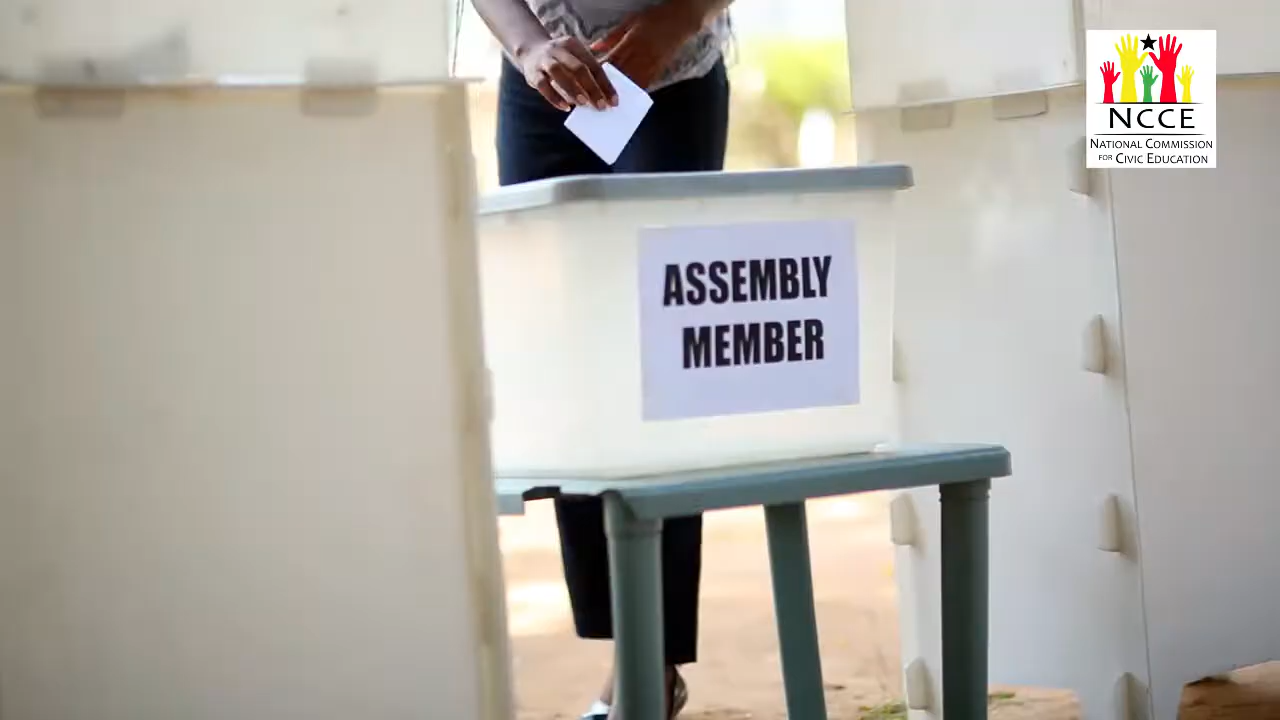 NCCE
NATIONAL COMMISSION
FOR CIVIC EDUCATION
ASSEMBLY
MEMBER